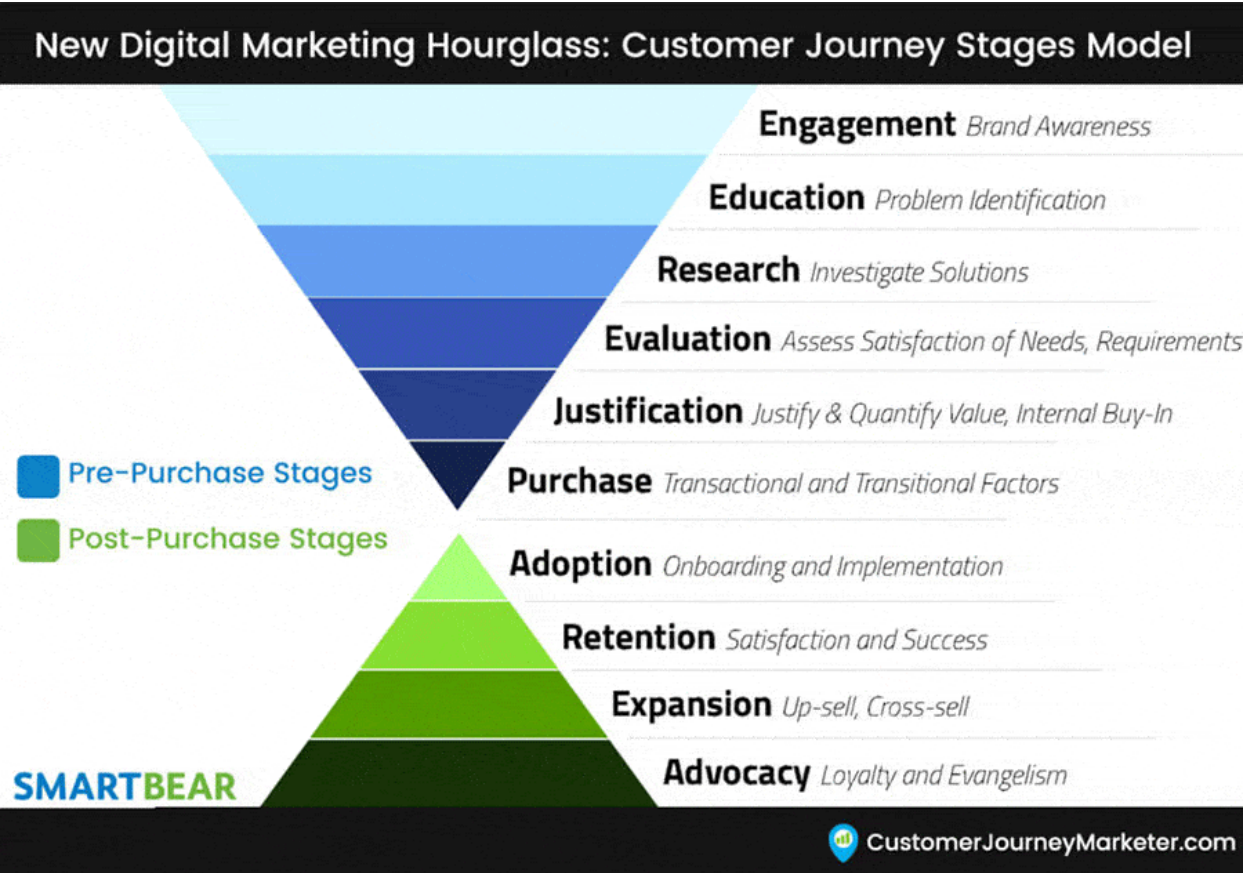 New Digital Marketing Hourglass: Customer Journey Stages Model
Engagement Brand Awareness
Education Problem Identification
Research Investigate Solutions
Evaluation Assess Satisfaction of Needs, Requirements
Justification Justify & Quantify Value, Internal Buy-In
Pre-Purchase Stages
Purchase Transactional and Transitional Factors
Post-Purchase Stages
Adoption Onboarding and Implementation
Retention Satisfaction and Success
Expansion Up-sell, Cross-sell
Advocacy Loyalty and Evangelism
SMARTBEAR
CustomerJourneyMarketer.com